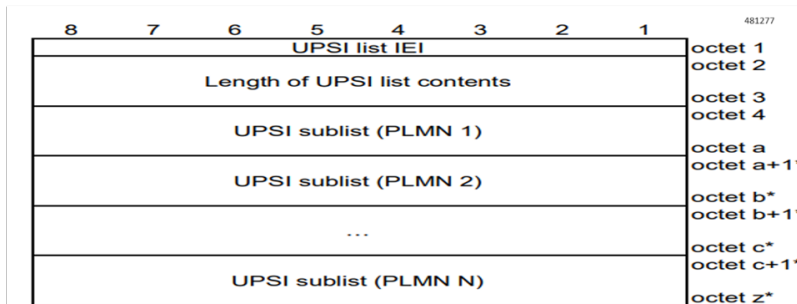 481277
8 7 6 5 4 3 2 1
UPSI list IEI octet 1
Length of UPSI list contents octet 2
octet 3
UPSI sublist (PLMN 1) octet 4
octet a
UPSI sublist (PLMN 2) octet a+1*
octet b*
... octet b+1*
octet c*
UPSI sublist (PLMN N) octet c+1*
octet z*